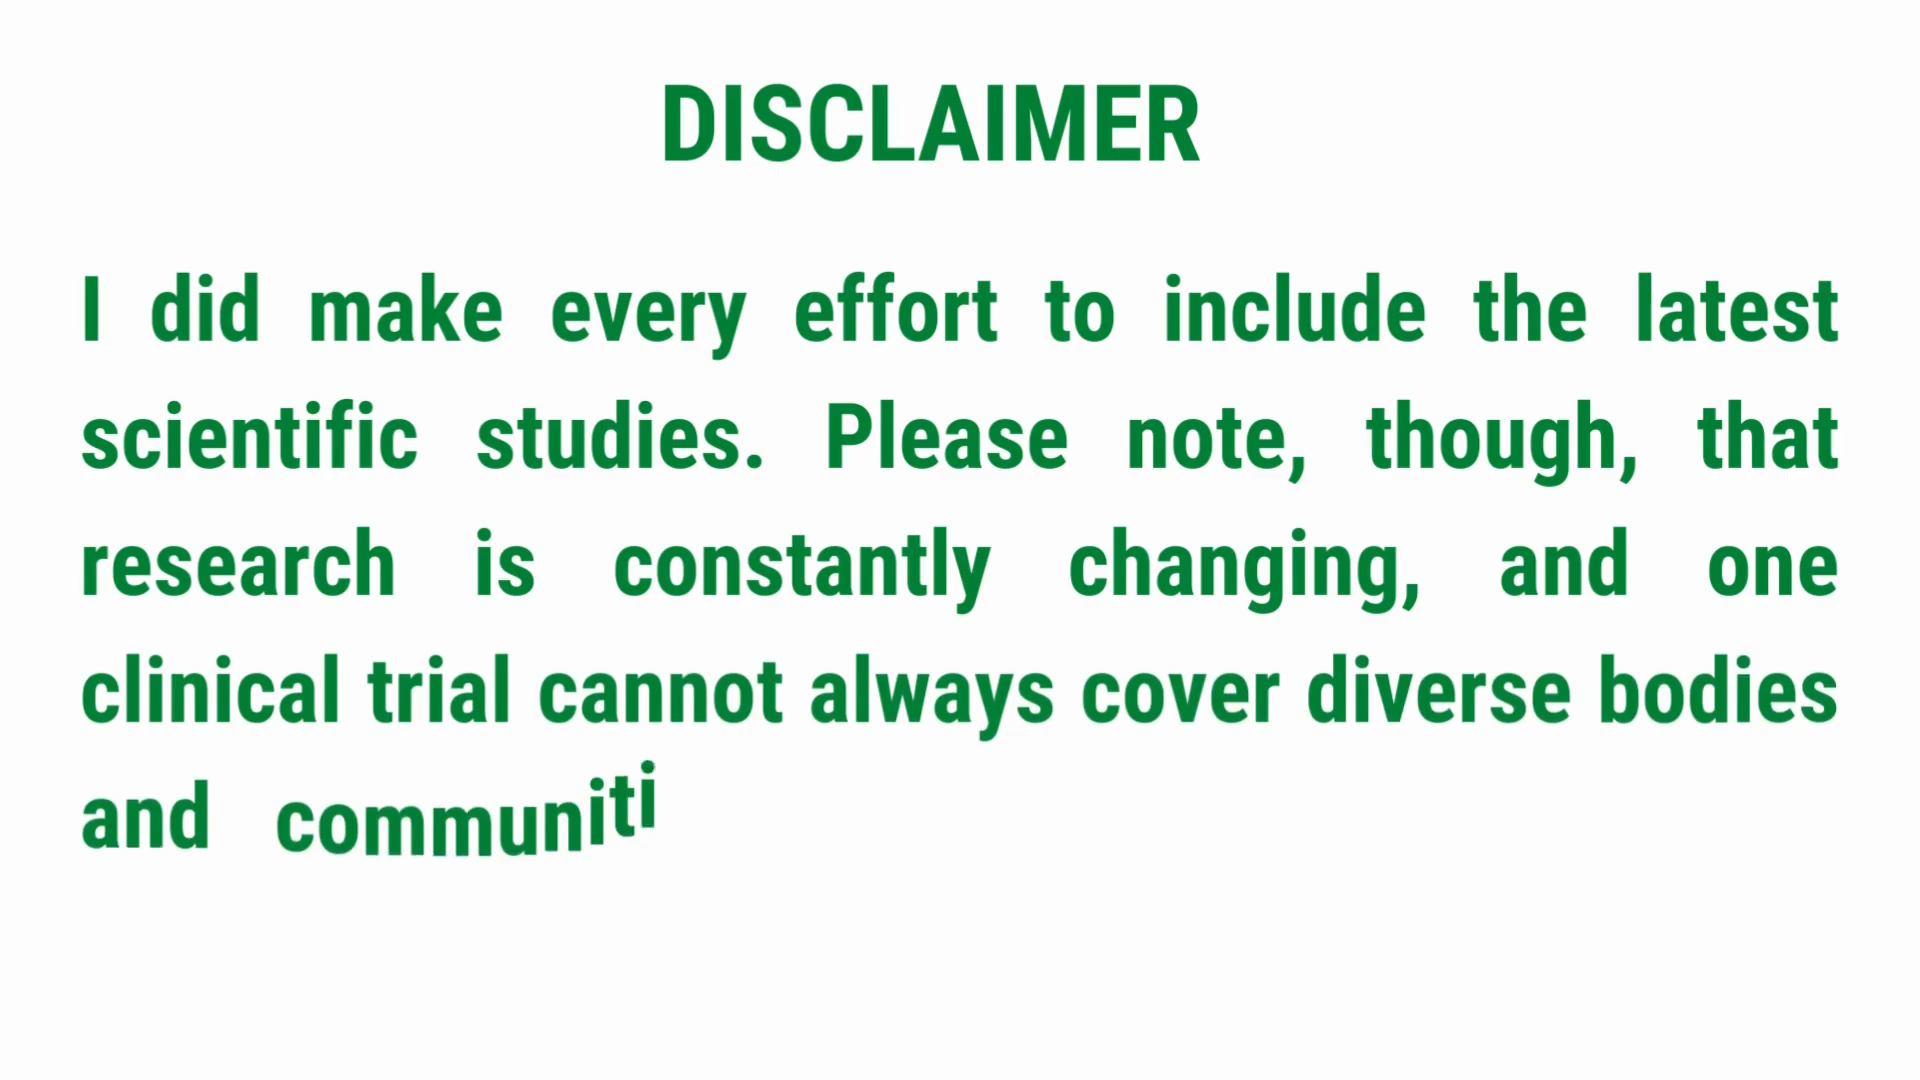 DISCLAIMER
I did make every effort to include the latest
scientific studies. Please note, though, that
research is constantly changing, and one
clinical trial cannot always cover diverse bodies
and communiti